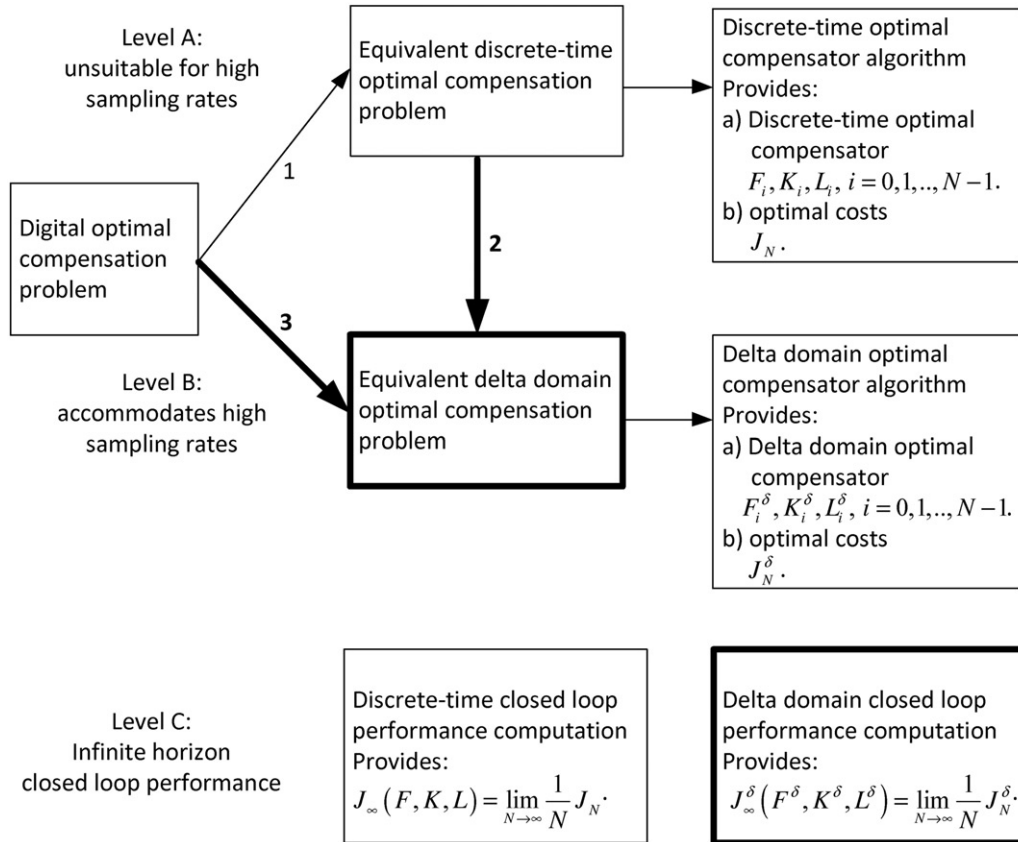 Level A:
unsuitable for high
sampling rates
Equivalent discrete-time
optimal compensation
problem
Discrete-time optimal
compensator algorithm
Provides:
a) Discrete-time optimal
compensator
F_i, K_i, L_i, i = 0,1,..,N−1.
b) optimal costs
J_N.
1
Digital optimal
compensation
problem
2
3
Level B:
accommodates high
sampling rates
Equivalent delta domain
optimal compensation
problem
Delta domain optimal
compensator algorithm
Provides:
a) Delta domain optimal
compensator
F_i^δ, K_i^δ, L_i^δ, i = 0,1,..,N−1.
b) optimal costs
J_N^δ.
Level C:
Infinite horizon
closed loop performance
Discrete-time closed loop
performance computation
Provides:
J_∞(F,K,L) = lim_{N→∞} 1/N J_N.
Delta domain closed loop
performance computation
Provides:
J_∞^δ(F^δ,K^δ,L^δ) = lim_{N→∞} 1/N J_N^δ.